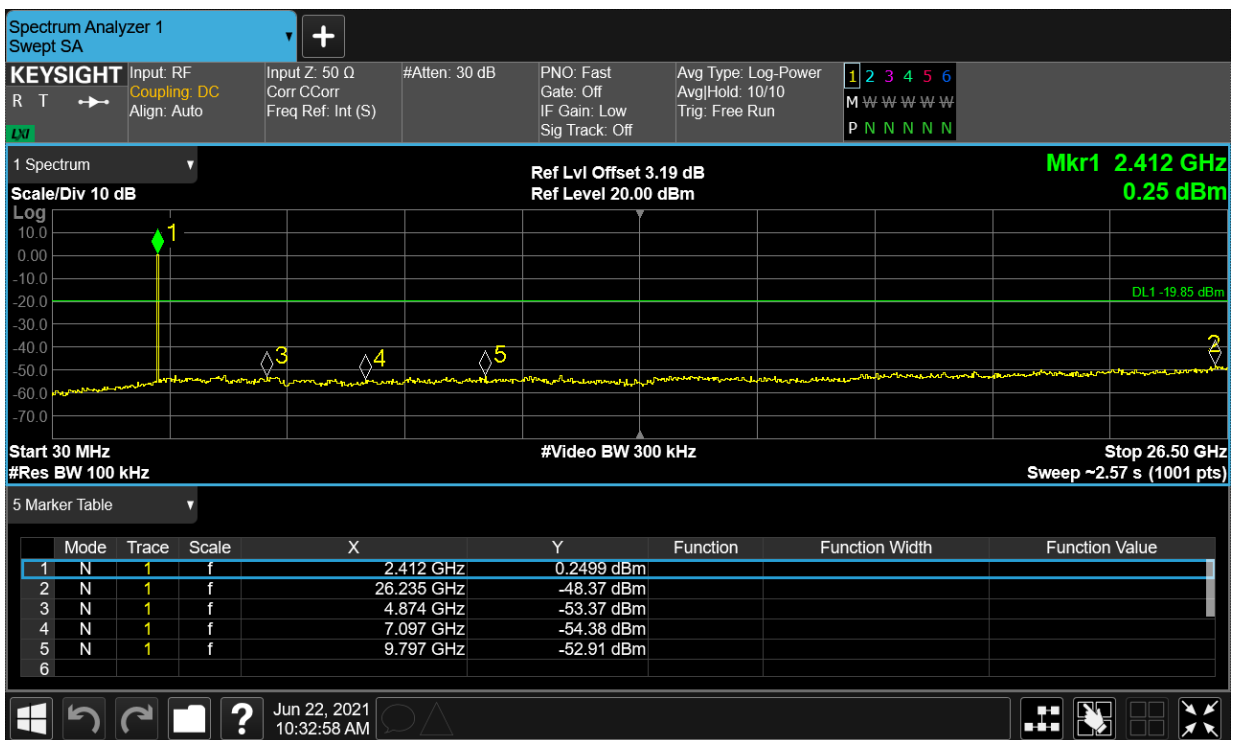 Spectrum Analyzer 1
Swept SA
+
KEYSIGHT
R T
LXI
Input: RF
Coupling: DC
Align: Auto
Input Z: 50 Ω
Corr CCorr
Freq Ref: Int (S)
#Atten: 30 dB
PNO: Fast
Gate: Off
IF Gain: Low
Sig Track: Off
Avg Type: Log-Power
Avg|Hold: 10/10
Trig: Free Run
1 2 3 4 5 6
M W W W W W
P N N N N N
1 Spectrum
Scale/Div 10 dB
Ref Lvl Offset 3.19 dB
Ref Level 20.00 dBm
Mkr1 2.412 GHz
0.25 dBm
Log
10.0
0.00
-10.0
-20.0
-30.0
-40.0
-50.0
-60.0
-70.0
1
DL1 -19.85 dBm
3
4
5
2
Start 30 MHz
#Video BW 300 kHz
Stop 26.50 GHz
#Res BW 100 kHz
Sweep ~2.57 s (1001 pts)
5 Marker Table
Mode Trace Scale X Y Function Function Width Function Value
1 N 1 f 2.412 GHz 0.2499 dBm
2 N 1 f 26.235 GHz -48.37 dBm
3 N 1 f 4.874 GHz -53.37 dBm
4 N 1 f 7.097 GHz -54.38 dBm
5 N 1 f 9.797 GHz -52.91 dBm
6
?
Jun 22, 2021
10:32:58 AM